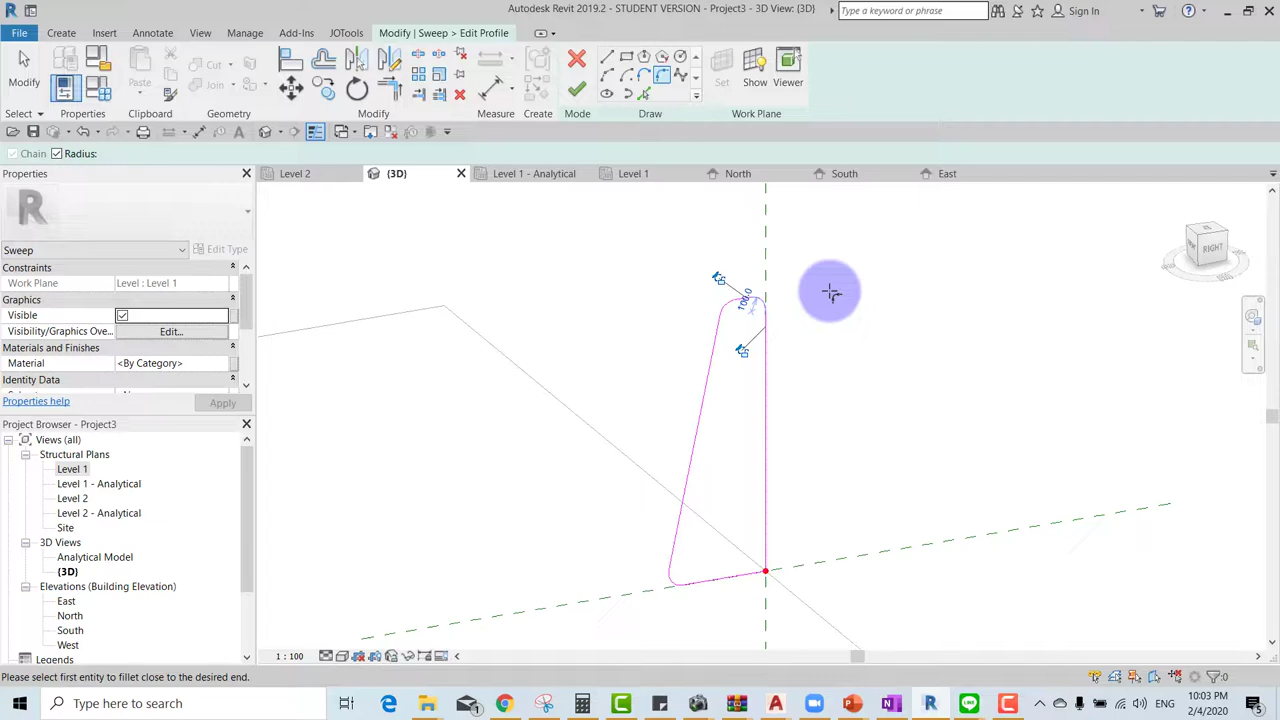 Autodesk Revit 2019.2 - STUDENT VERSION - Project3 - 3D View: {3D}
Type a keyword or phrase
Sign In
File Create Insert Annotate View Manage Add-Ins JOTools Modify | Sweep > Edit Profile
Modify
Paste
Cut
Join
Set
Show
Viewer
Create
Select
Properties
Clipboard
Geometry
Modify
Measure
Create
Mode
Draw
Work Plane
Chain
Radius:
Properties
Level 2
{3D}
Level 1 - Analytical
Level 1
North
South
East
R
Sweep
Edit Type
Constraints
Work Plane
Level : Level 1
Graphics
Visible
Visibility/Graphics Ove...
Edit...
Materials and Finishes
Material
<By Category>
Identity Data
Properties help
Apply
Project Browser - Project3
Views (all)
Structural Plans
Level 1
Level 1 - Analytical
Level 2
Level 2 - Analytical
Site
3D Views
Analytical Model
{3D}
Elevations (Building Elevation)
East
North
South
West
Legends
100.0
RIGHT
1 : 100
Please select first entity to fillet close to the desired end.
:0
Type here to search
10:03 PM
2/4/2020